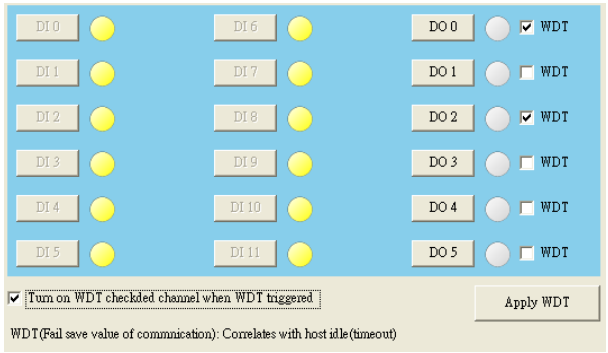 DI 0 DI 6 DO 0 WDT
DI 1 DI 7 DO 1 WDT
DI 2 DI 8 DO 2 WDT
DI 3 DI 9 DO 3 WDT
DI 4 DI 10 DO 4 WDT
DI 5 DI 11 DO 5 WDT
Turn on WDT checkded channel when WDT triggered
Apply WDT
WDT(Fail save value of commnication): Correlates with host idle(timeout)